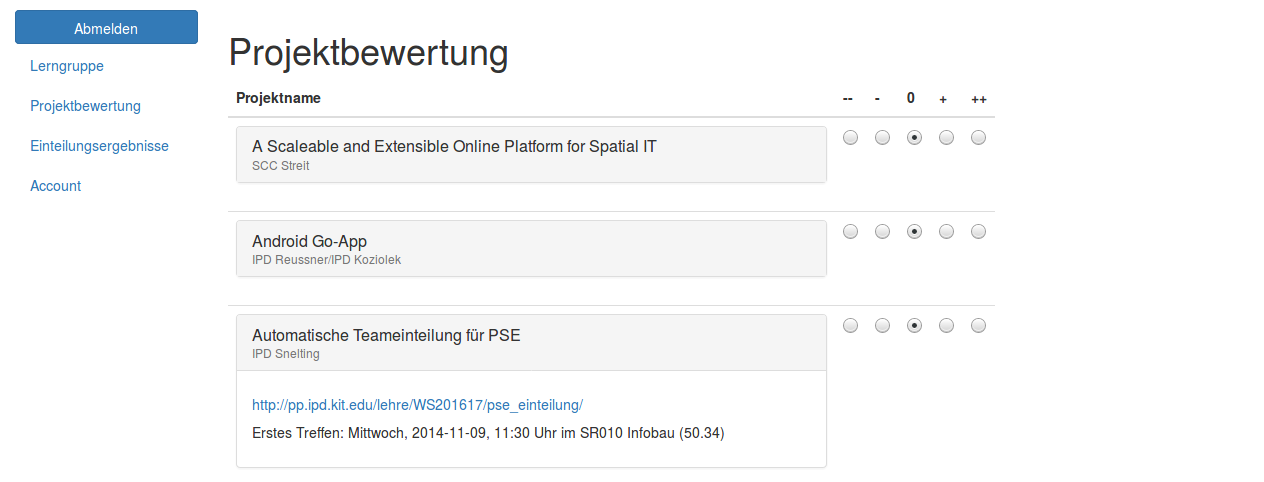 Abmelden
Lerngruppe
Projektbewertung
Einteilungsergebnisse
Account
Projektbewertung
Projektname -- - 0 + ++
A Scaleable and Extensible Online Platform for Spatial IT
SCC Streit
Android Go-App
IPD Reussner/IPD Koziolek
Automatische Teameinteilung für PSE
IPD Snelting
http://pp.ipd.kit.edu/lehre/WS201617/pse_einteilung/
Erstes Treffen: Mittwoch, 2014-11-09, 11:30 Uhr im SR010 Infobau (50.34)